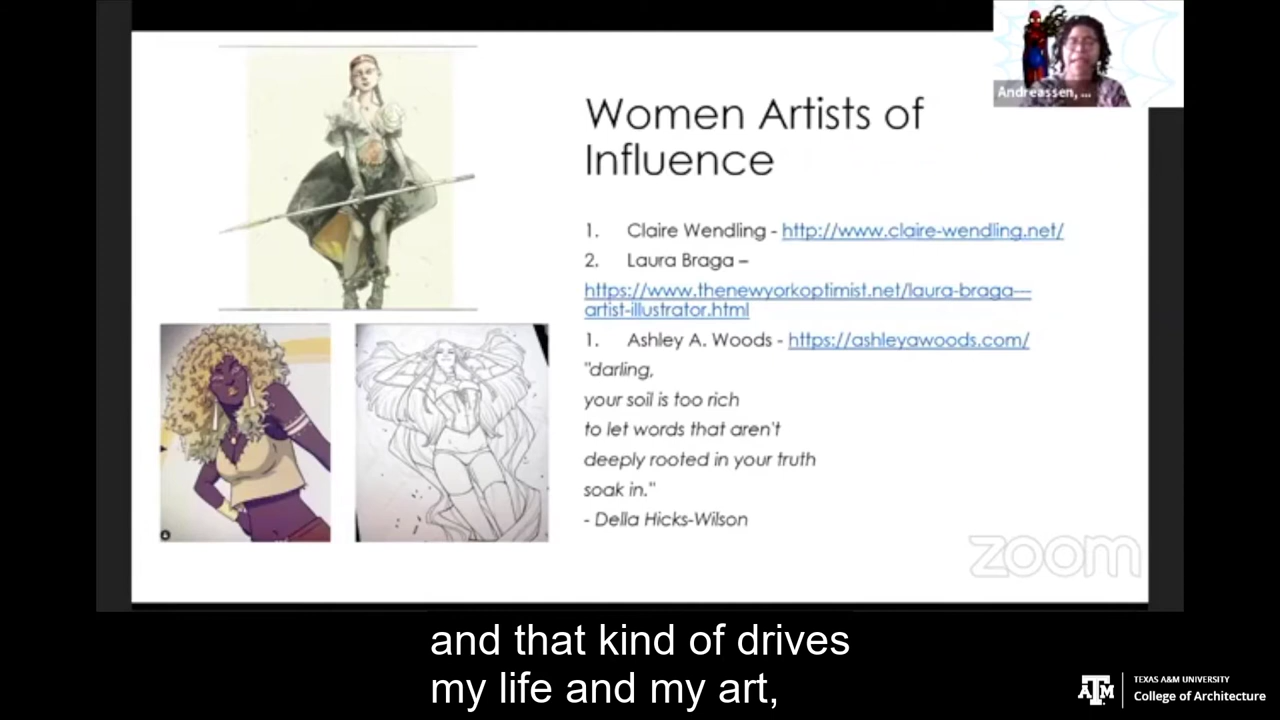 Andreassen, ...
Women Artists of
Influence
1. Claire Wendling - http://www.claire-wendling.net/
2. Laura Braga –
https://www.thenewyorkoptimist.net/laura-braga---
artist-illustrator.html
1. Ashley A. Woods - https://ashleyawoods.com/
"darling,
your soil is too rich
to let words that aren't
deeply rooted in your truth
soak in."
- Della Hicks-Wilson
zoom
and that kind of drives
my life and my art,
ATM
TEXAS A&M UNIVERSITY
College of Architecture